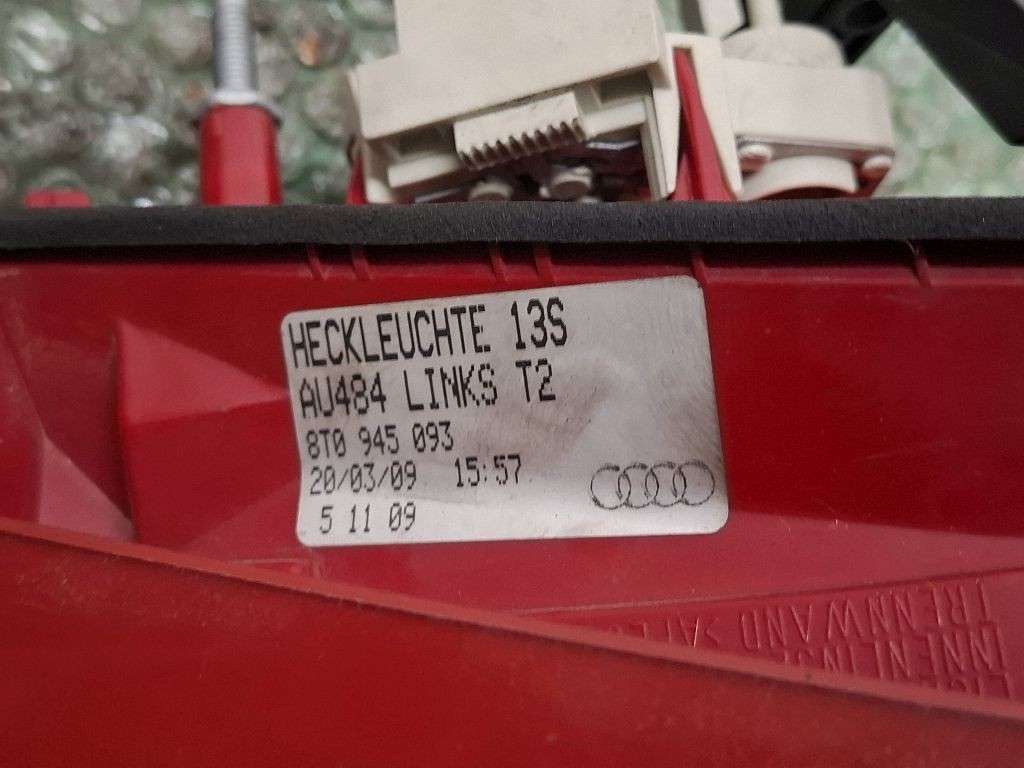 HECKLEUCHTE 13S
AU484 LINKS T2
8T0 945 093
20/03/09 15:57
5 11 09
TRENNWAND